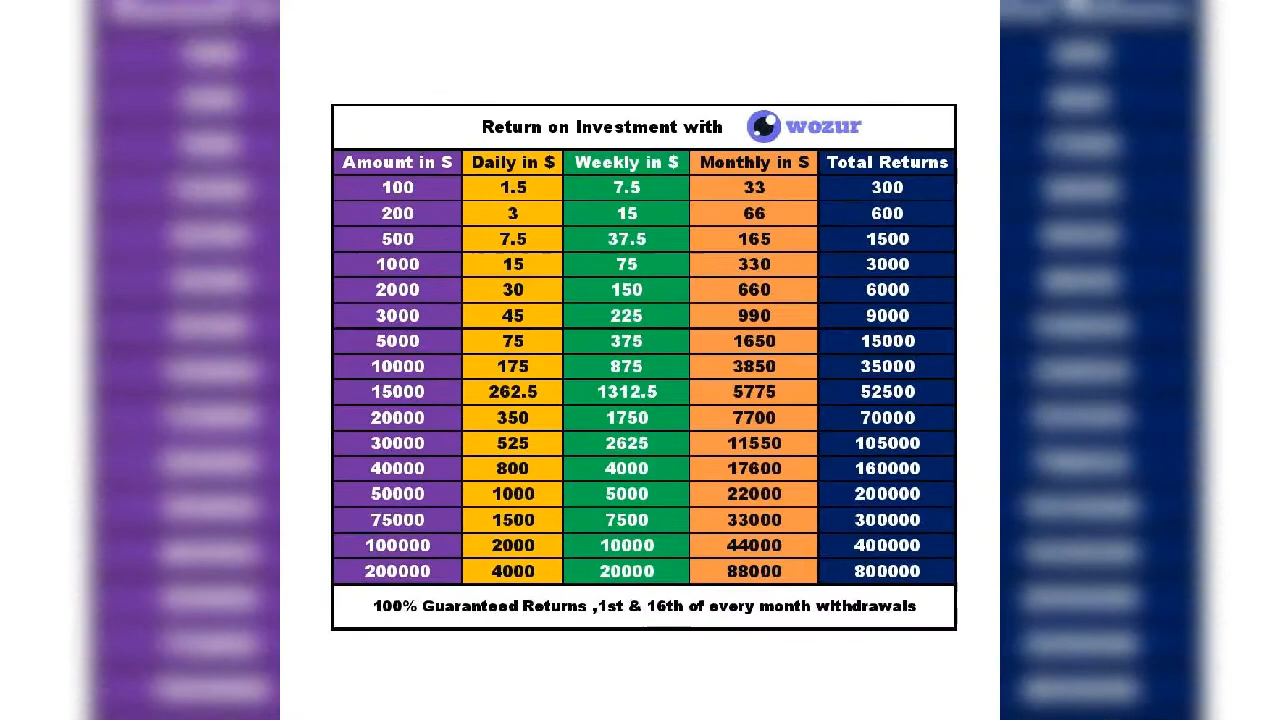 Return on Investment with wozur
Amount in $ Daily in $ Weekly in $ Monthly in $ Total Returns
100 1.5 7.5 33 300
200 3 15 66 600
500 7.5 37.5 165 1500
1000 15 75 330 3000
2000 30 150 660 6000
3000 45 225 990 9000
5000 75 375 1650 15000
10000 175 875 3850 35000
15000 262.5 1312.5 5775 52500
20000 350 1750 7700 70000
30000 525 2625 11550 105000
40000 800 4000 17600 160000
50000 1000 5000 22000 200000
75000 1500 7500 33000 300000
100000 2000 10000 44000 400000
200000 4000 20000 88000 800000
100% Guaranteed Returns ,1st & 16th of every month withdrawals